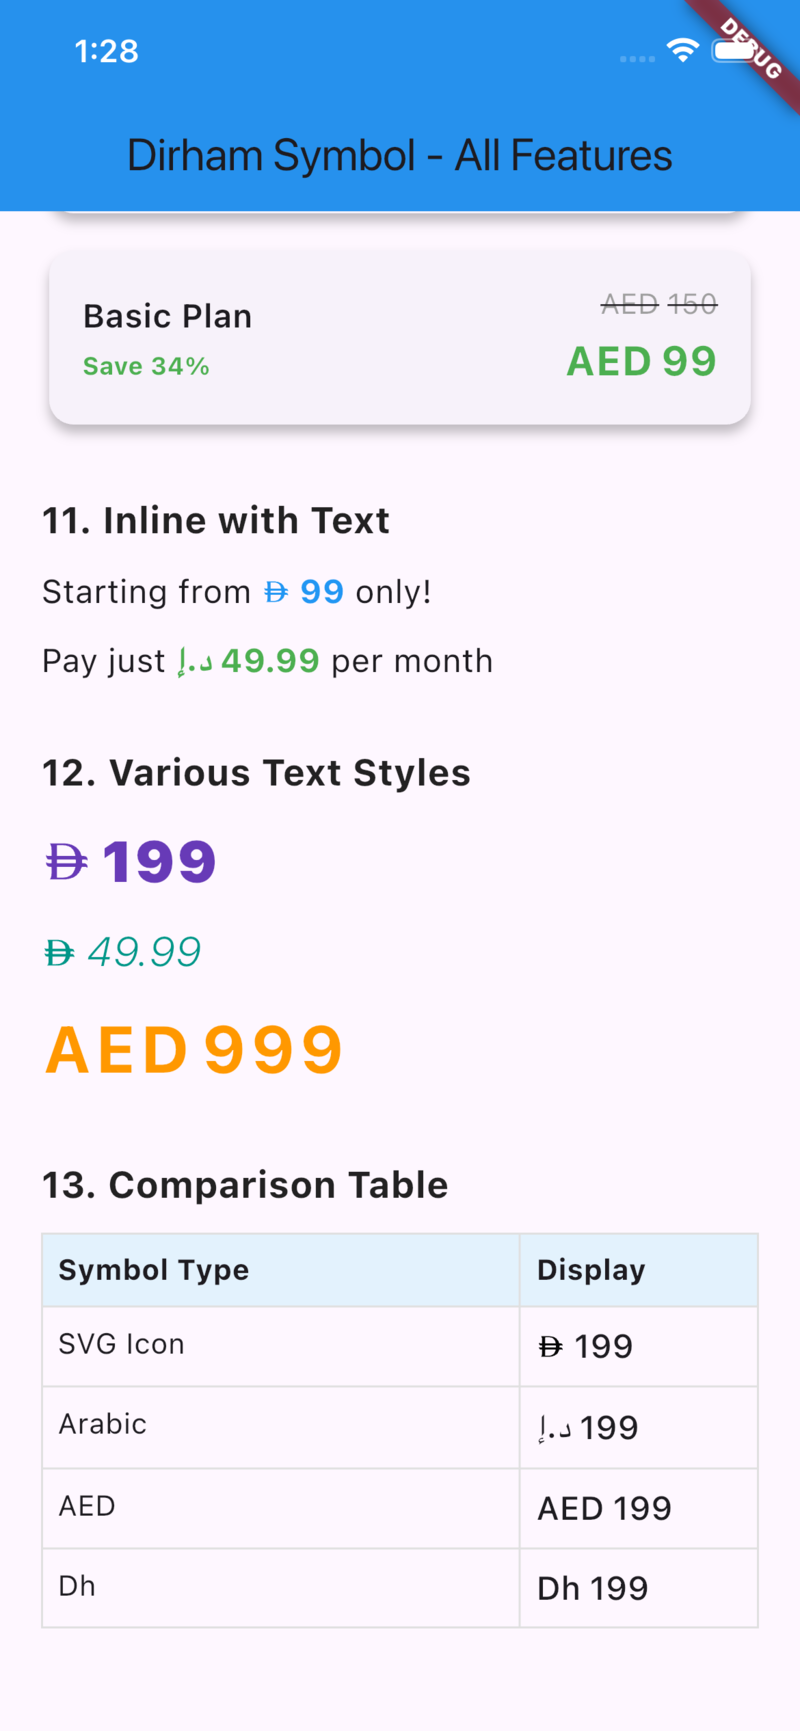 1:28
DEBUG
Dirham Symbol - All Features
Basic Plan
AED 150
Save 34%
AED 99
11. Inline with Text
Starting from 99 only!
Pay just د.إ 49.99 per month
12. Various Text Styles
199
49.99
AED 999
13. Comparison Table
Symbol Type Display
SVG Icon 199
Arabic د.إ 199
AED AED 199
Dh Dh 199